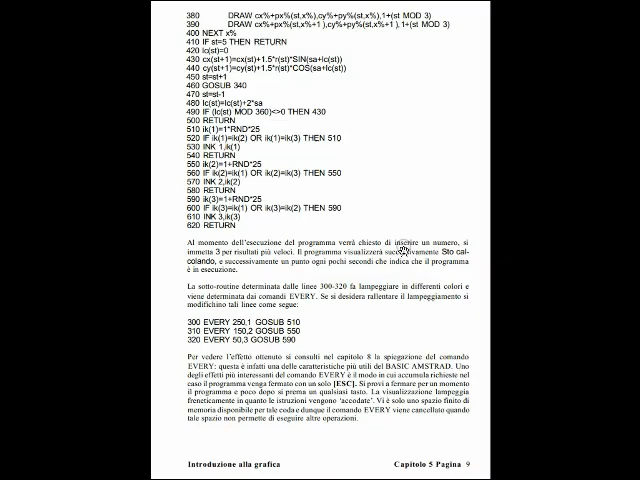 380 DRAW cx%+px%(st,x%),cy%+py%(st,x%),1+(st MOD 3)
390 DRAW cx%+px%(st,x%+1 ),cy%+py%(st,x%+1 ),1+(st MOD 3)
400 NEXT x%
410 IF st=5 THEN RETURN
420 lc(st)=0
430 cx(st+1)=cx(st)+1.5*r(st)*SIN(sa+lc(st))
440 cy(st+1)=cy(st)+1.5*r(st)*COS(sa+lc(st))
450 st=st+1
460 GOSUB 340
470 st=st-1
480 lc(st)=lc(st)+2*sa
490 IF (lc(st) MOD 360)<>0 THEN 430
500 RETURN
510 ik(1)=1*RND*25
520 IF ik(1)=ik(2) OR ik(1)=ik(3) THEN 510
530 INK 1,ik(1)
540 RETURN
550 ik(2)=1+RND*25
560 IF ik(2)=ik(1) OR ik(2)=ik(3) THEN 550
570 INK 2,ik(2)
580 RETURN
590 ik(3)=1+RND*25
600 IF ik(3)=ik(1) OR ik(3)=ik(2) THEN 590
610 INK 3,ik(3)
620 RETURN
Al momento dell'esecuzione del programma verrà chiesto di inserire un numero, si
immetta 3 per risultati più veloci. Il programma visualizzerà successivamente Sto cal-
colando, e successivamente un punto ogni pochi secondi che indica che il programma
è in esecuzione.
La sotto-routine determinata dalle linee 300-320 fa lampeggiare in differenti colori e
viene determinata dai comandi EVERY. Se si desidera rallentare il lampeggiamento si
modifichino tali linee come segue:
300 EVERY 250,1 GOSUB 510
310 EVERY 150,2 GOSUB 550
320 EVERY 50,3 GOSUB 590
Per vedere l'effetto ottenuto si consulti nel capitolo 8 la spiegazione del comando
EVERY: questa è infatti una delle caratteristiche più utili del BASIC AMSTRAD. Uno
degli effetti più interessanti del comando EVERY è il modo in cui accumula richieste nel
caso il programma venga fermato con un solo [ESC]. Si provi a fermare per un momento
il programma e poco dopo si prema un qualsiasi tasto. La visualizzazione lampeggia
freneticamente in quanto le istruzioni vengono 'accodate'. Vi è solo uno spazio finito di
memoria disponibile per tale coda e dunque il comando EVERY viene cancellato quando
tale spazio non permette di eseguire altre operazioni.
Introduzione alla grafica Capitolo 5 Pagina 9